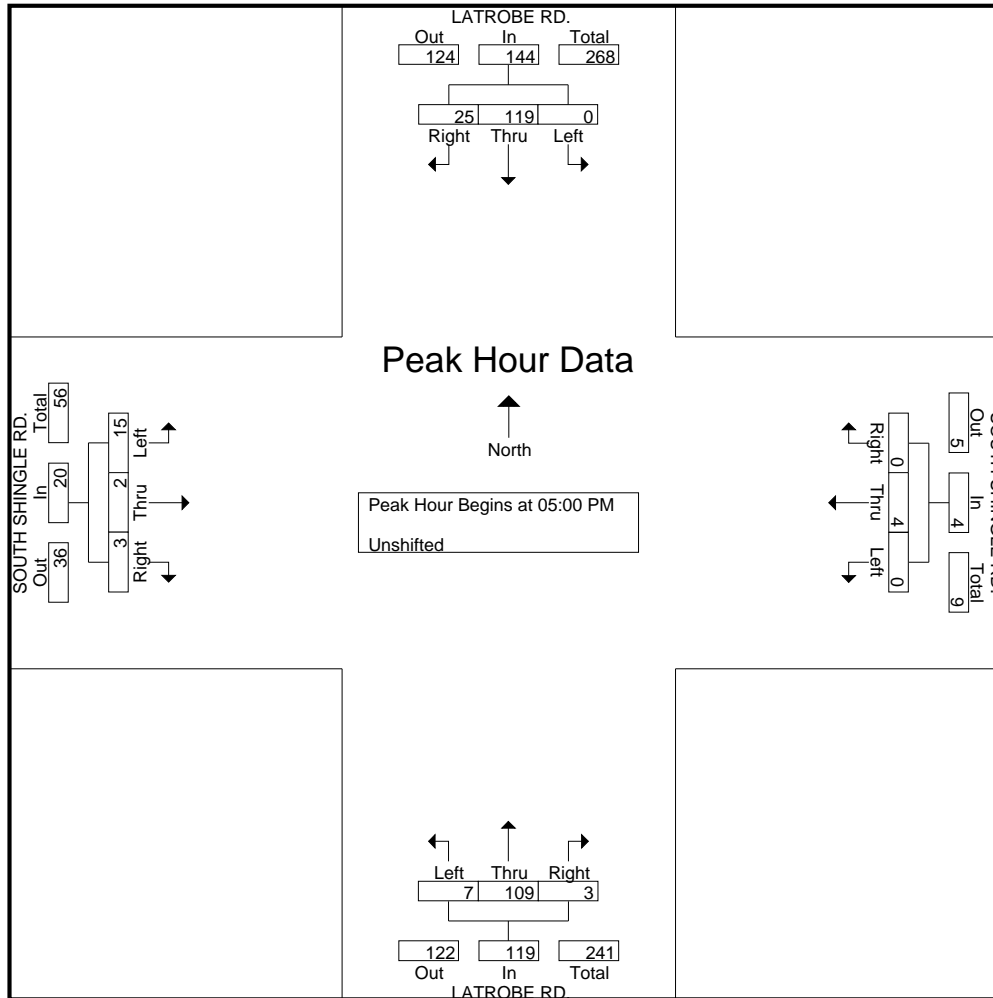 LATROBE RD.
Out In Total
124 144 268
25 119 0
Right Thru Left
Peak Hour Data
North
Peak Hour Begins at 05:00 PM
Unshifted
SOUTH SHINGLE RD.
Total In Out
56 20 36
15 2 3
Left Thru Right
Out In Total
5 4 9
0 4 0
Right Thru Left
Left Thru Right
7 109 3
122 119 241
Out In Total
LATROBE RD.